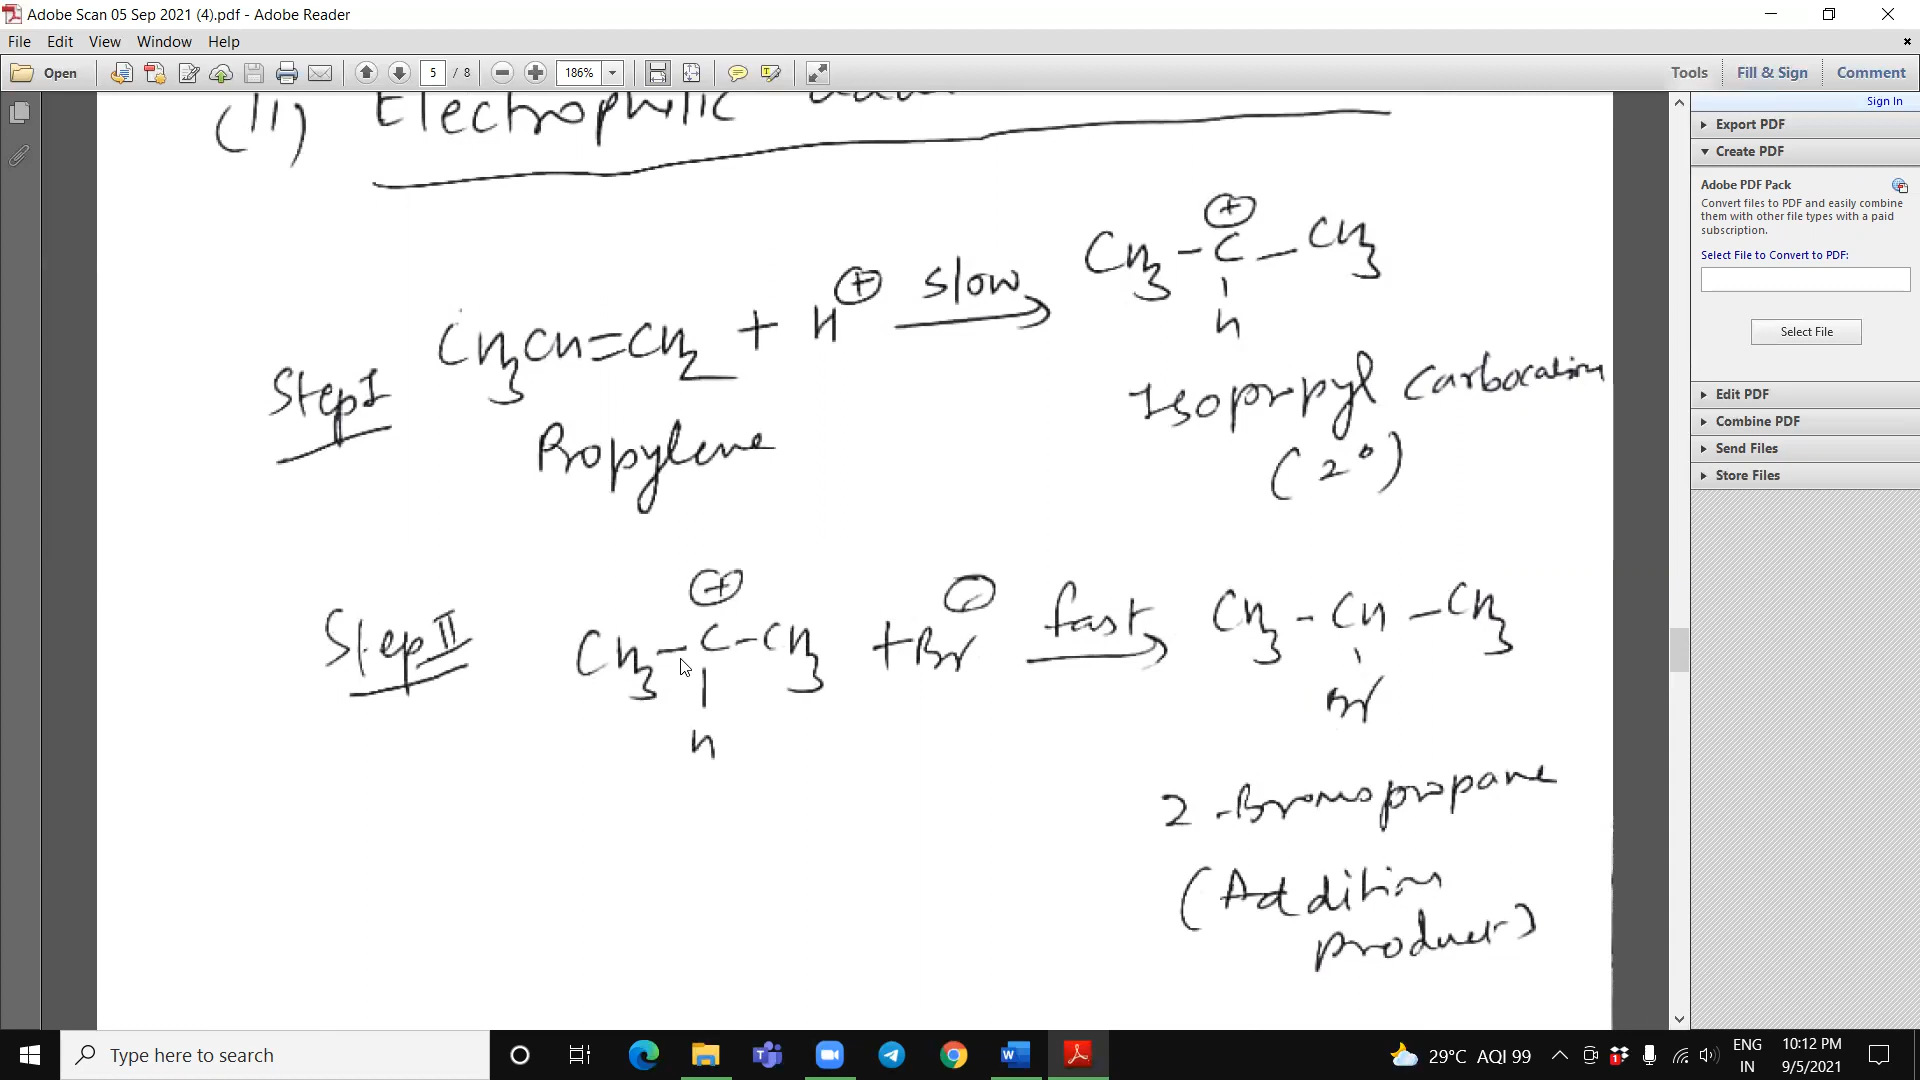 Adobe Scan 05 Sep 2021 (4).pdf - Adobe Reader
File Edit View Window Help
Open 5 / 8 186% Tools Fill & Sign Comment
Sign In
Export PDF
Create PDF
Adobe PDF Pack
Convert files to PDF and easily combine
them with other file types with a paid
subscription.
Select File to Convert to PDF:
Select File
Edit PDF
Combine PDF
Send Files
Store Files
(II) Electrophilic
Step I CH3CH=CH2 + H⊕ slow → CH3-C⊕-CH3
H
Propylene
Isopropyl Carbocation
(2°)
Step II CH3-C⊕-CH3 + Br⊖ fast → CH3-CH-CH3
H Br
2-Bromopropane
(Addition
product)
Type here to search
29°C AQI 99 ENG 10:12 PM
IN 9/5/2021